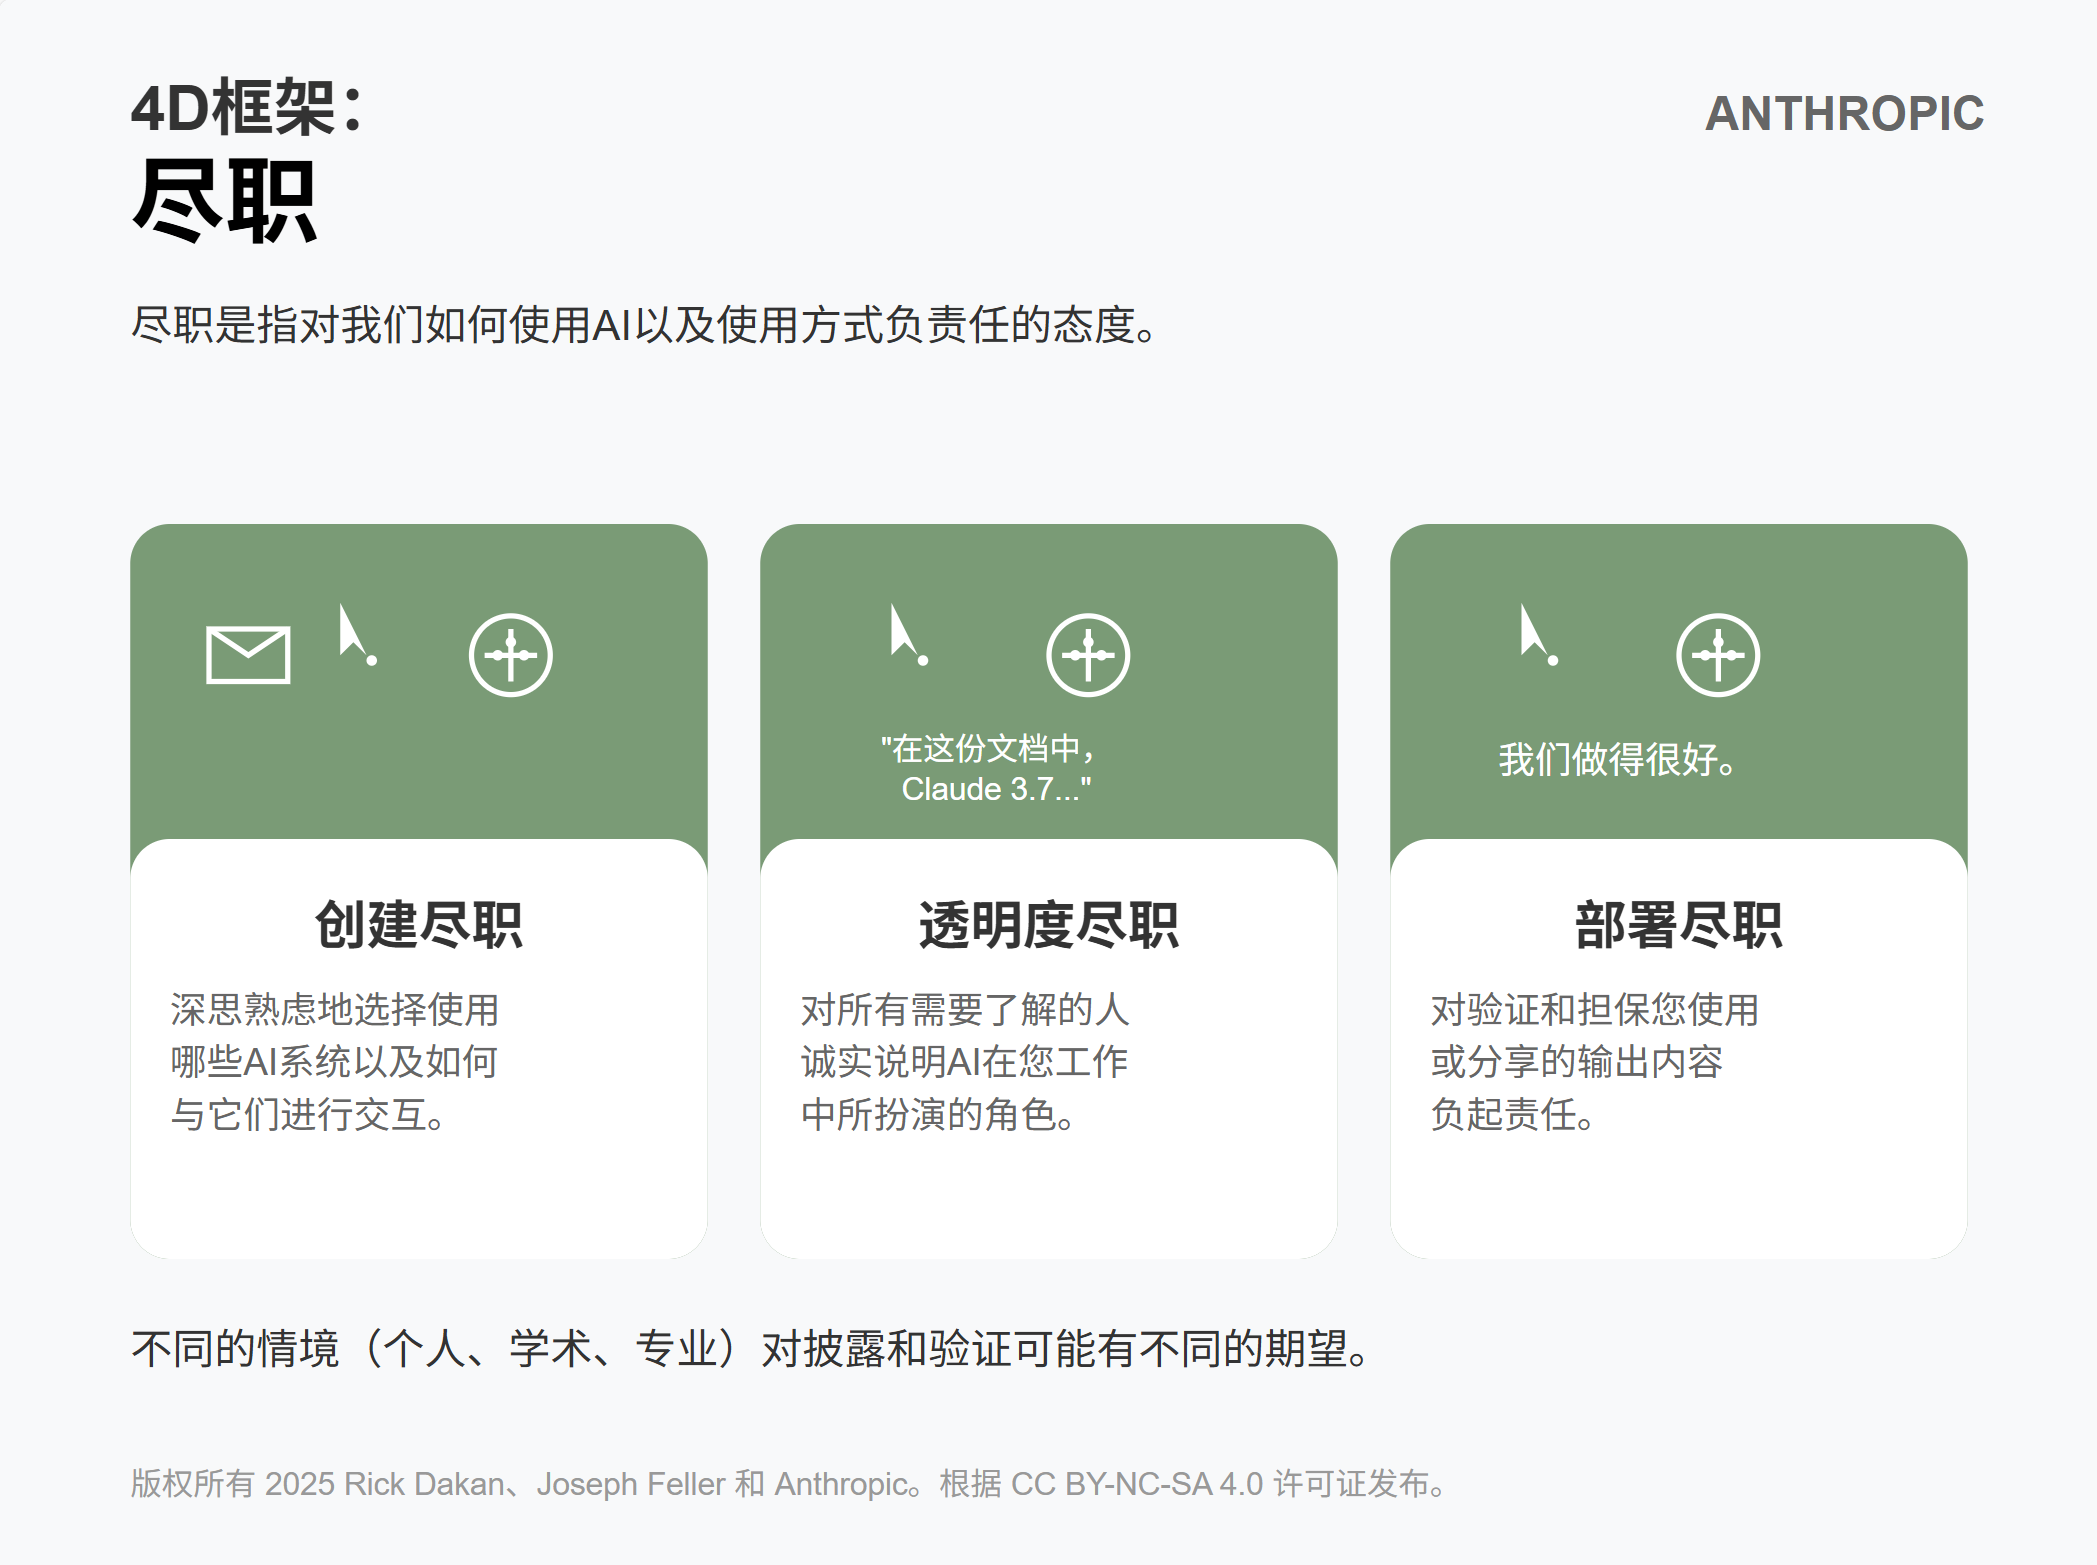 4D框架：
ANTHROPIC
尽职
尽职是指对我们如何使用AI以及使用方式负责任的态度。
"在这份文档中，
Claude 3.7..."
我们做得很好。
创建尽职
深思熟虑地选择使用
哪些AI系统以及如何
与它们进行交互。
透明度尽职
对所有需要了解的人
诚实说明AI在您工作
中所扮演的角色。
部署尽职
对验证和担保您使用
或分享的输出内容
负起责任。
不同的情境（个人、学术、专业）对披露和验证可能有不同的期望。
版权所有 2025 Rick Dakan、Joseph Feller 和 Anthropic。根据 CC BY-NC-SA 4.0 许可证发布。